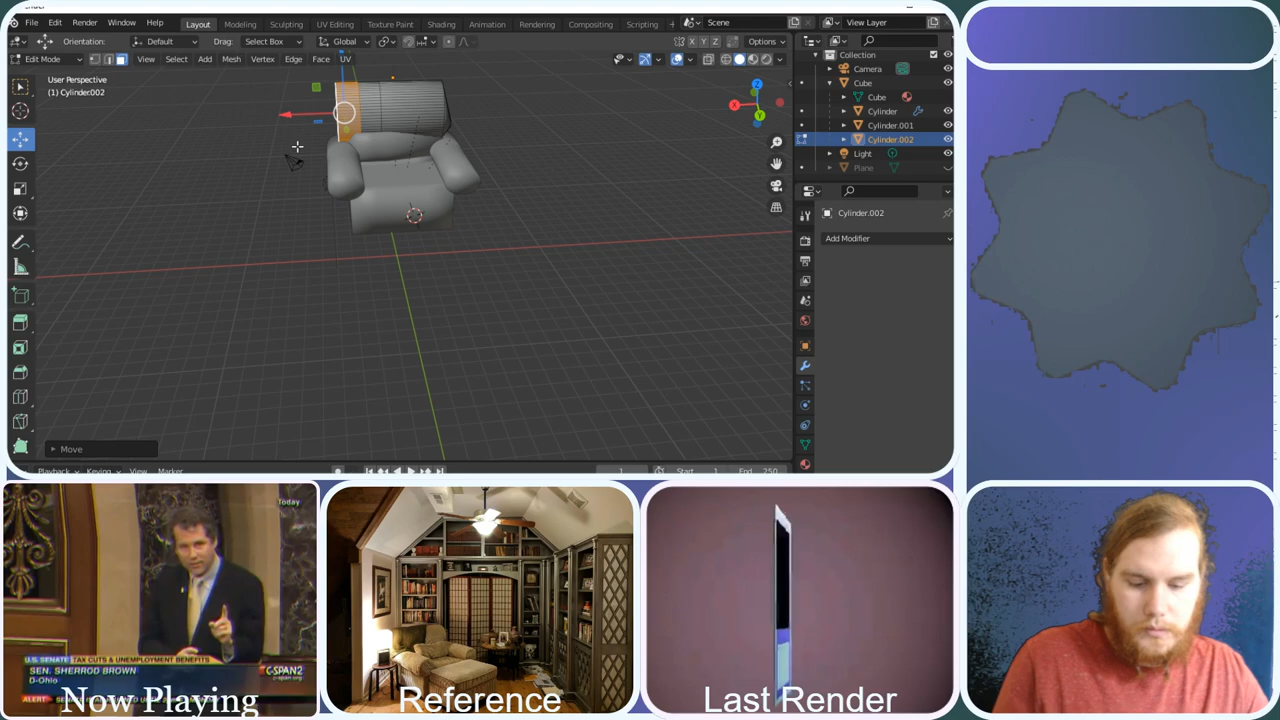 File Edit Render Window Help
Layout Modeling Sculpting UV Editing Texture Paint Shading Animation Rendering Compositing Scripting +
Scene
View Layer
Orientation: Default Drag: Select Box Global
X Y Z
Options
Edit Mode
View Select Add Mesh Vertex Edge Face UV
User Perspective
(1) Cylinder.002
Z
X
Y
Collection
Camera
Cube
Cube
Cylinder
Cylinder.001
Cylinder.002
Light
Plane
Cylinder.002
Add Modifier
Move
Playback Keying View Marker
1
Start 1
End 250
Today
U.S. SENATE TAX CUTS & UNEMPLOYMENT BENEFITS
SEN. SHERROD BROWN
D-Ohio
C-SPAN2
c-span.org
ALERT
Now Playing
Reference
Last Render